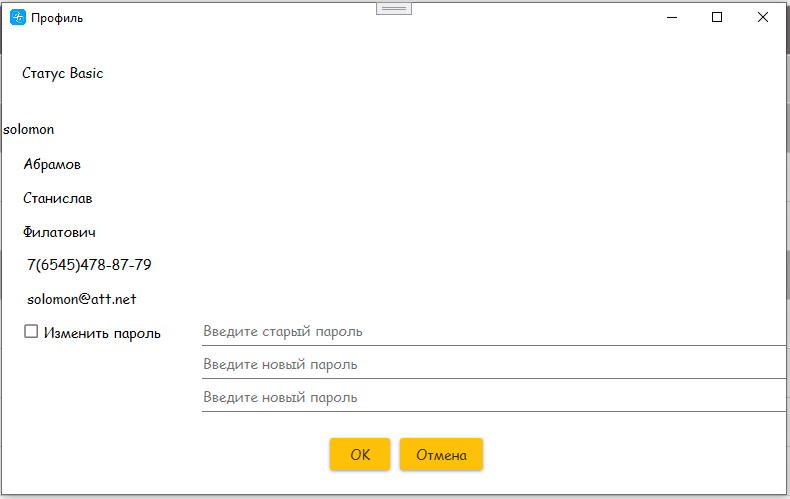 Профиль
Статус Basic
solomon
Абрамов
Станислав
Филатович
7(6545)478-87-79
solomon@att.net
Изменить пароль
Введите старый пароль
Введите новый пароль
Введите новый пароль
OK
Отмена